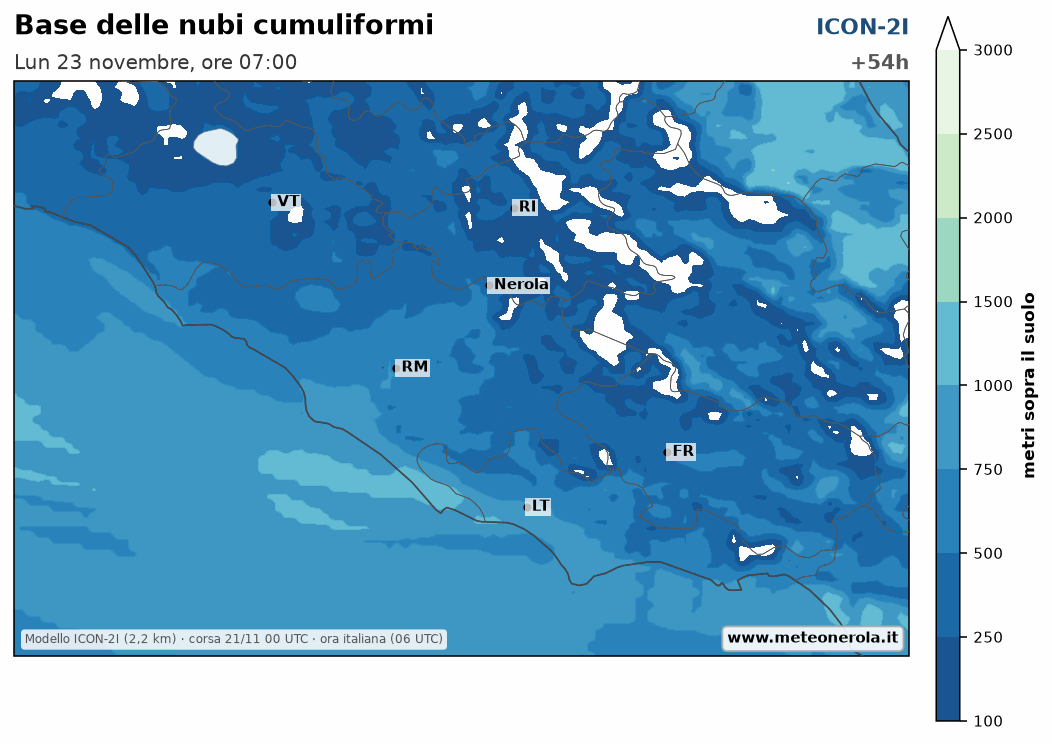 Base delle nubi cumuliformi
ICON-2I
Lun 23 novembre, ore 07:00
+54h
VT
RI
Nerola
RM
FR
LT
Modello ICON-2I (2,2 km) · corsa 21/11 00 UTC · ora italiana (06 UTC)
www.meteonerola.it
3000
2500
2000
1500
1000
750
500
250
100
metri sopra il suolo